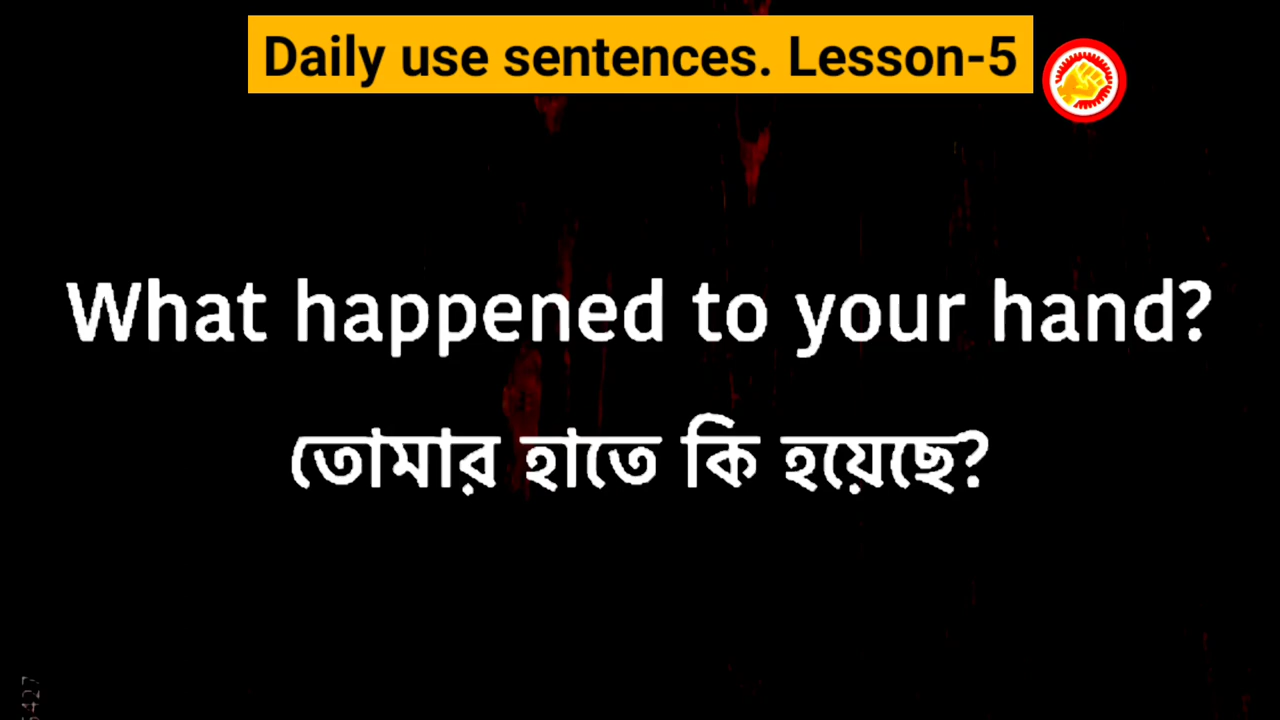 Daily use sentences. Lesson-5
What happened to your hand?
তোমার হাতে কি হয়েছে?